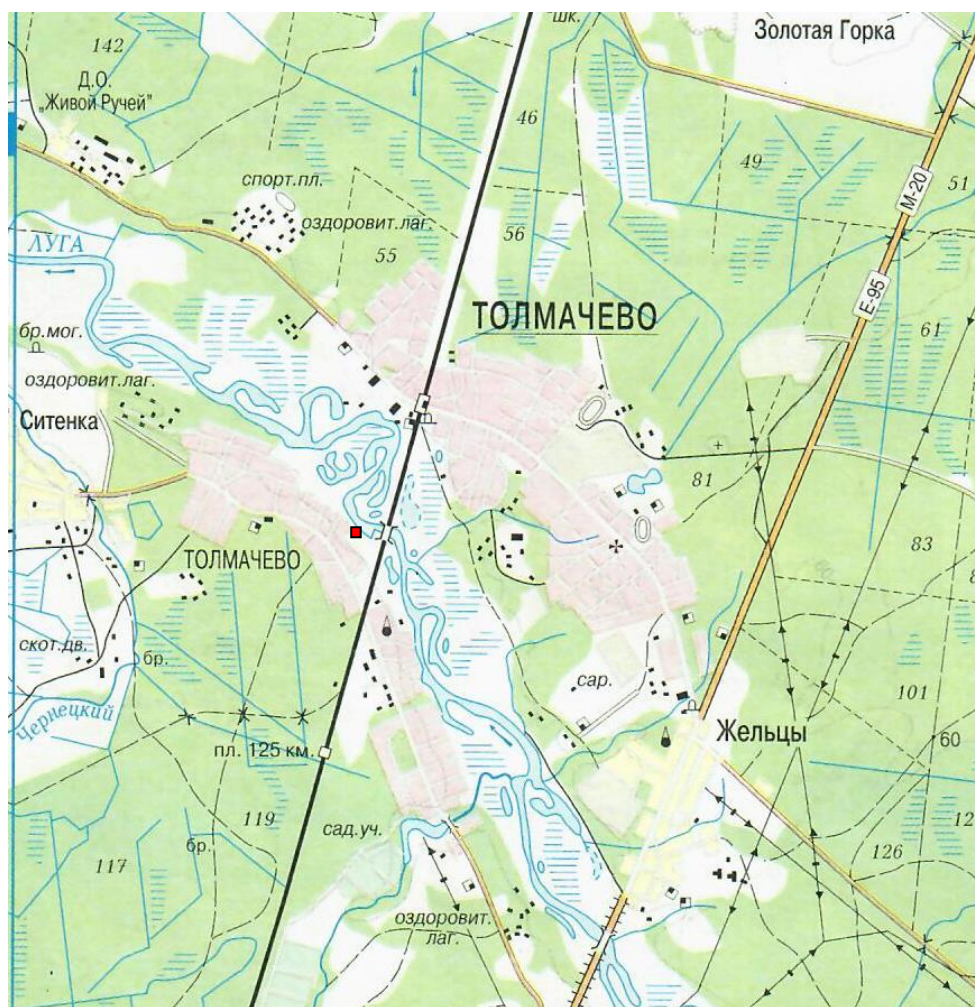 шк.
Золотая Горка
142
Д.О.
"Живой Ручей"
46
49
51
М-20
спорт.пл.
оздоровит.лаг.
56
55
ЛУГА
Е-95
ТОЛМАЧЕВО
61
бр.мог.
оздоровит.лаг.
Ситенка
81
83
ТОЛМАЧЕВО
скот.дв.
бр.
сар.
101
Чернецкий
Жельцы
60
пл. 125 км.
119
сад.уч.
бр.
117
126
12
оздоровит.
лаг.